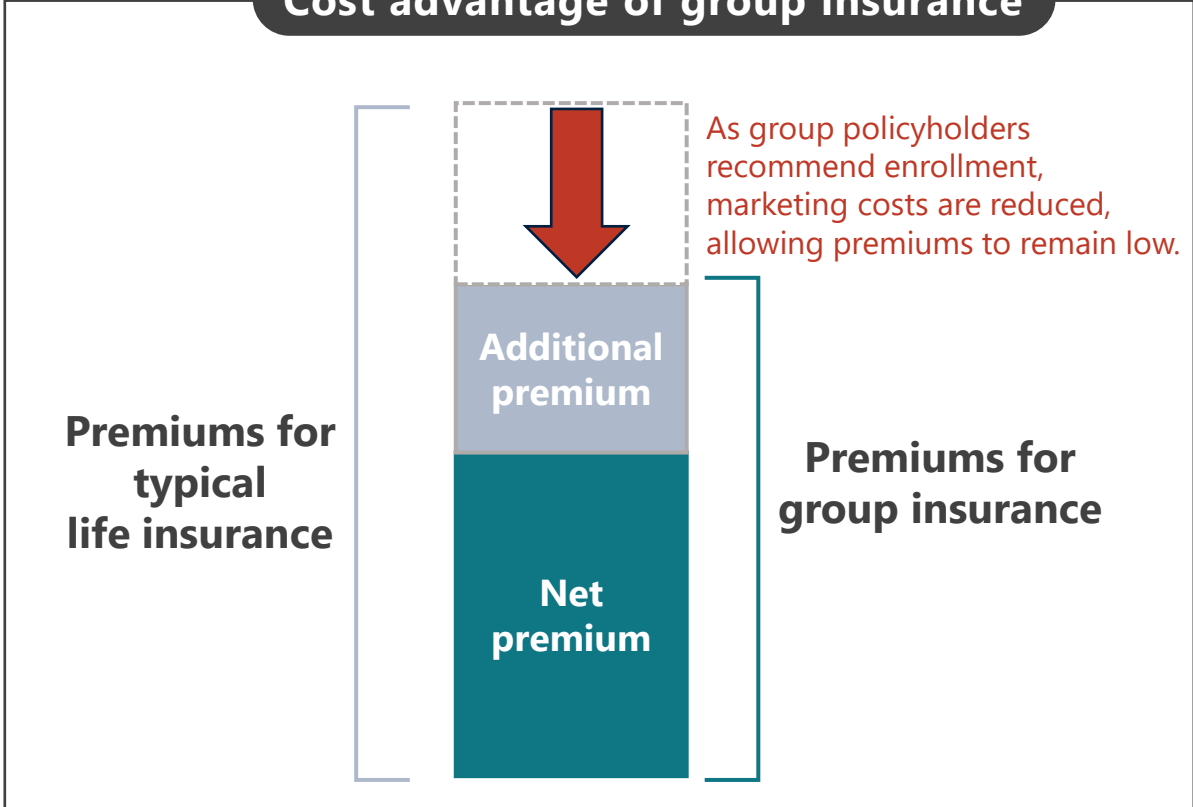 Cost advantage of group insurance
As group policyholders
recommend enrollment,
marketing costs are reduced,
allowing premiums to remain low.
Additional
premium
Premiums for
typical
life insurance
Premiums for
group insurance
Net
premium